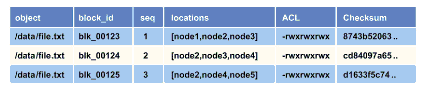 object block_id seq locations ACL Checksum
/data/file.txt blk_00123 1 [node1,node2,node3] -rwxrwxrwx 8743b52063..
/data/file.txt blk_00124 2 [node2,node3,node4] -rwxrwxrwx cd84097a65..
/data/file.txt blk_00125 3 [node2,node4,node5] -rwxrwxrwx d1633f5c74..